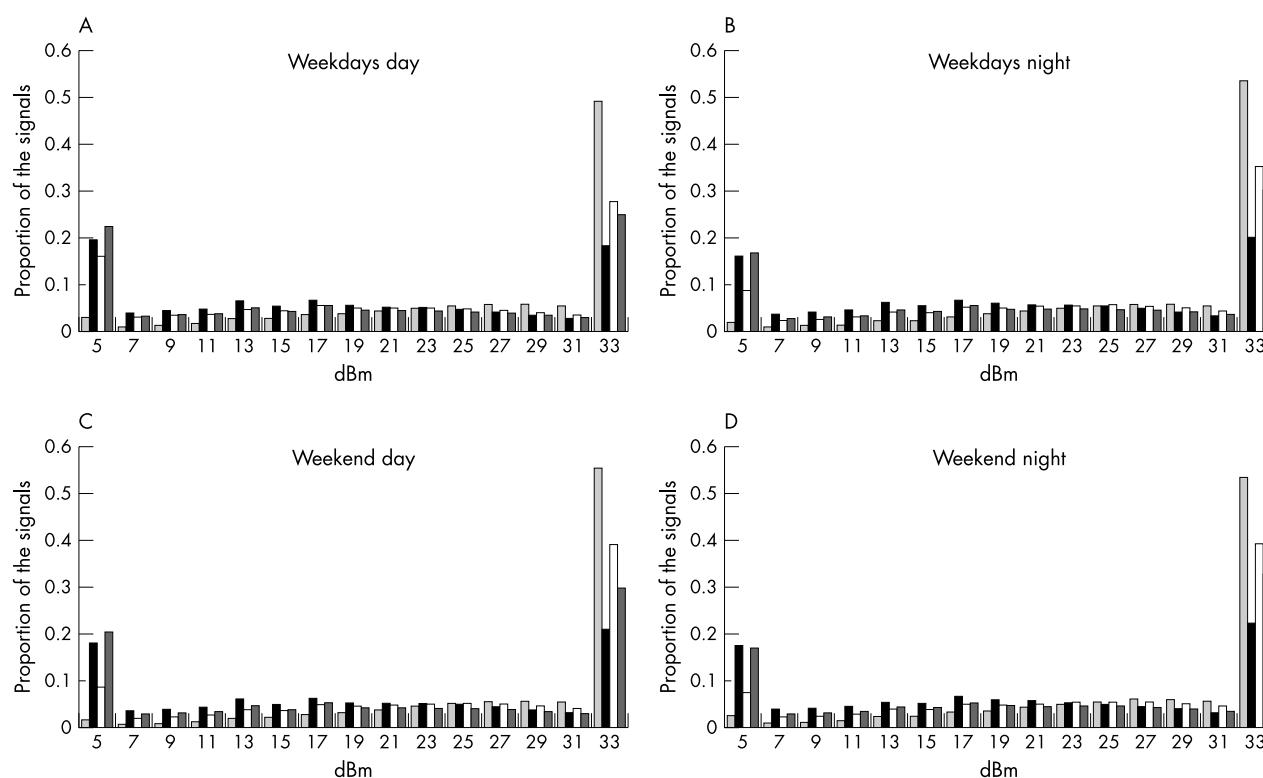 A
Weekdays day
Proportion of the signals
0.6
0.5
0.4
0.3
0.2
0.1
0
5 7 9 11 13 15 17 19 21 23 25 27 29 31 33
dBm
B
Weekdays night
Proportion of the signals
0.6
0.5
0.4
0.3
0.2
0.1
0
5 7 9 11 13 15 17 19 21 23 25 27 29 31 33
dBm
C
Weekend day
Proportion of the signals
0.6
0.5
0.4
0.3
0.2
0.1
0
5 7 9 11 13 15 17 19 21 23 25 27 29 31 33
dBm
D
Weekend night
Proportion of the signals
0.6
0.5
0.4
0.3
0.2
0.1
0
5 7 9 11 13 15 17 19 21 23 25 27 29 31 33
dBm